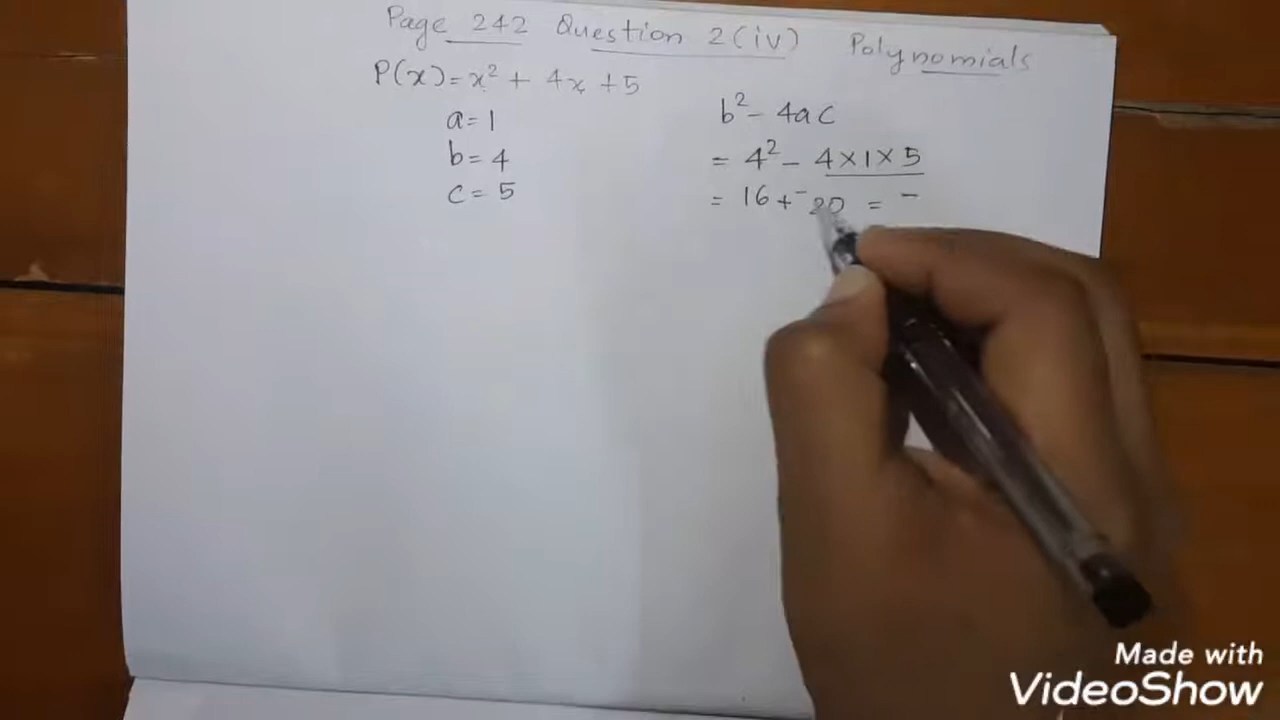 Page 242 Question 2(iv) Polynomials
P(x)= x² + 4x +5
a= 1
b= 4
c= 5
b² - 4ac
= 4² - 4×1×5
= 16 + ⁻20 = -
Made with
VideoShow